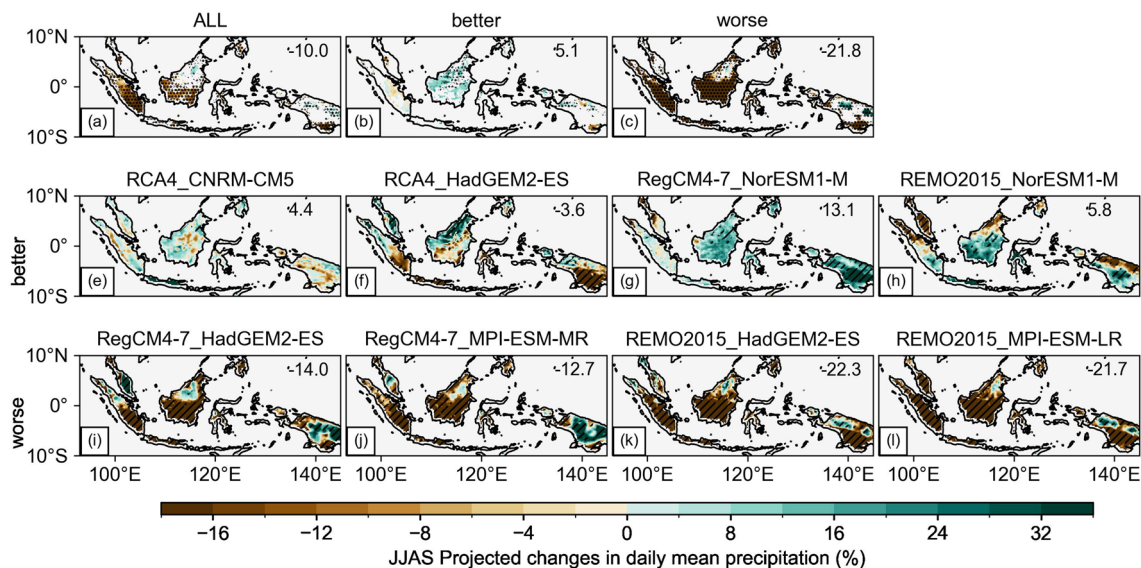 ALL better worse
10°N -10.0 5.1 -21.8
0°
(a) (b) (c)
10°S
RCA4_CNRM-CM5 RCA4_HadGEM2-ES RegCM4-7_NorESM1-M REMO2015_NorESM1-M
10°N 4.4 -3.6 13.1 5.8
better 0°
(e) (f) (g) (h)
10°S
RegCM4-7_HadGEM2-ES RegCM4-7_MPI-ESM-MR REMO2015_HadGEM2-ES REMO2015_MPI-ESM-LR
10°N -14.0 -12.7 -22.3 -21.7
worse 0°
(i) (j) (k) (l)
10°S
100°E 120°E 140°E 100°E 120°E 140°E 100°E 120°E 140°E 100°E 120°E 140°E
−16 −12 −8 −4 0 8 16 24 32
JJAS Projected changes in daily mean precipitation (%)